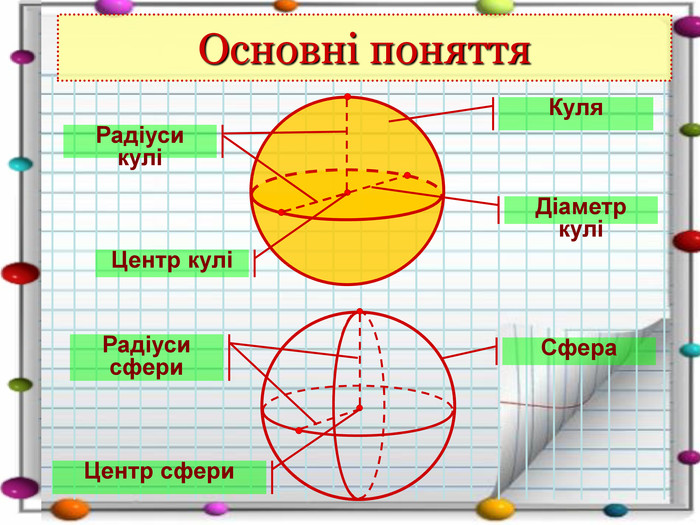 Основні поняття
Куля
Радіуси
кулі
Діаметр
кулі
Центр кулі
Радіуси
сфери
Сфера
Центр сфери